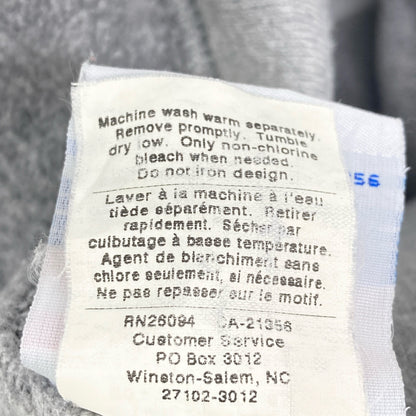 Machine wash warm separately.
Remove promptly. Tumble
dry low. Only non-chlorine
bleach when needed.
Do not iron design.
Laver à la machine à l'eau
tiède séparément. Retirer
rapidement. Sécher par
culbutage à basse température.
Agent de blanchiment sans
chlore seulement, si nécessaire.
Ne pas repasser sur le motif.
RN26094 CA-21356
Customer Service
PO Box 3012
Winston-Salem, NC
27102-3012
56